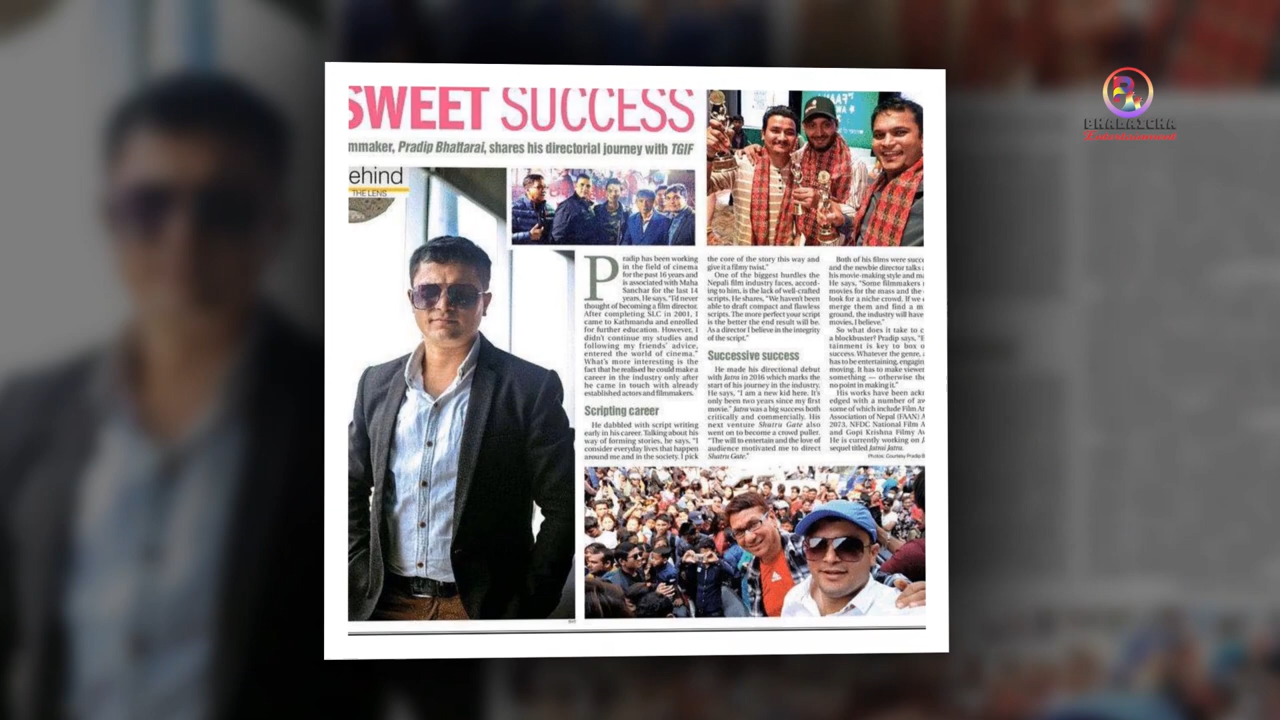 SWEET SUCCESS
mmaker, Pradip Bhattarai, shares his directorial journey with TGIF
ehind
THE LENS
Pradip has been working
in the field of cinema
for the past 16 years and
is associated with Maha
Sanchar for the last 14
years. He says, "I'd never
thought of becoming a film director.
After completing SLC in 2001, I
came to Kathmandu and enrolled
for further education. However, I
didn't continue my studies and
following my friends' advice,
entered the world of cinema."
What's more interesting is the
fact that he realised he could make a
career in the industry only after
he came in touch with already
established actors and filmmakers.
Scripting career
He dabbled with script writing
early in his career. Talking about his
way of forming stories, he says, "I
consider everyday lives that happen
around me and in the society. I pick
the core of the story this way and
give it a filmy twist."
One of the biggest hurdles the
Nepali film industry faces, accord-
ing to him, is the lack of well-crafted
scripts. He shares, "We haven't been
able to draft compact and flawless
scripts. The more perfect your script
is the better the end result will be.
As a director I believe in the integrity
of the script."
Successive success
He made his directional debut
with Jatra in 2016 which marks the
start of his journey in the industry.
He says, "I am a new kid here. It's
only been two years since my first
movie." Jatra was a big success both
critically and commercially. His
next venture Shatru Gate also
went on to become a crowd puller.
"The will to entertain and the love of
audience motivated me to direct
Shatru Gate."
Both of his films were succe
and the newbie director talks a
his movie-making style and ma
He says, "Some filmmakers
movies for the mass and the
look for a niche crowd. If we
merge them and find a m
ground, the industry will have
movies, I believe."
So what does it take to c
a blockbuster? Pradip says, "E
tainment is key to box o
success. Whatever the genre,
has to be entertaining, engagin
moving. It has to make viewer
something — otherwise the
no point in making it."
His works have been ack
edged with a number of aw
some of which include Film Ar
Association of Nepal (FAAN) A
2073, NFDC National Film A
and Gopi Krishna Filmy Aw
He is currently working on J
sequel titled Jatrai Jatra.
Photos: Courtesy Pradip B
BHADAICHA
Entertainment